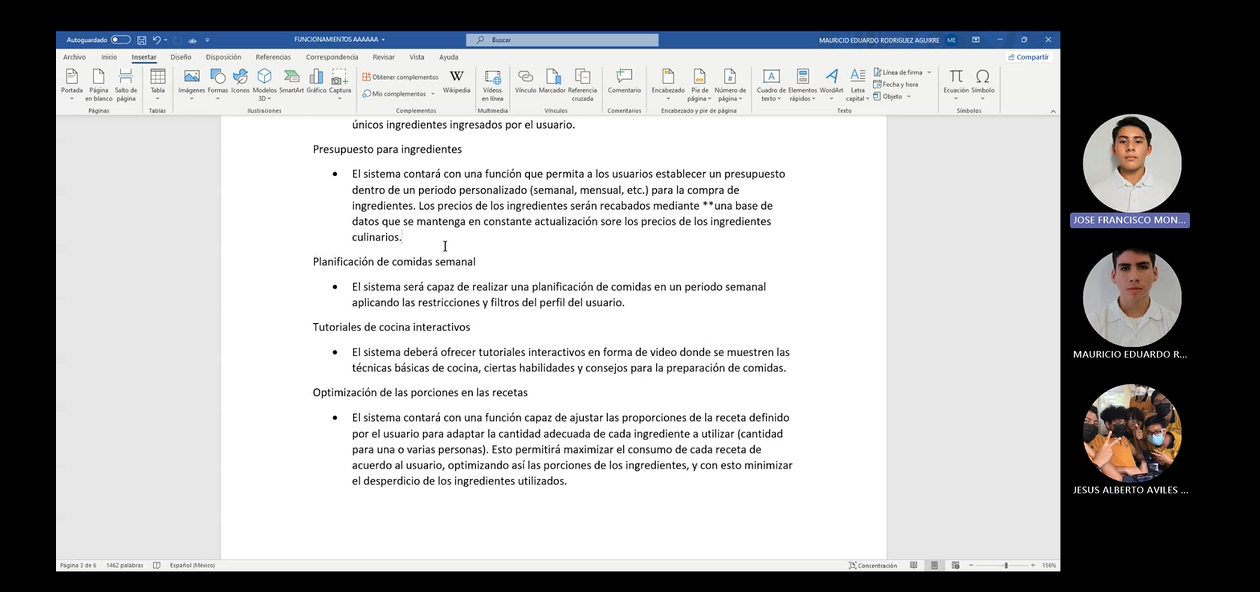 Autoguardado
FUNCIONAMIENTOS AAAAAA
Buscar
MAURICIO EDUARDO RODRIGUEZ AGUIRRE
ME
Archivo Inicio Insertar Diseño Disposición Referencias Correspondencia Revisar Vista Ayuda
Compartir
Portada
Página en blanco
Salto de página
Páginas
Tabla
Tablas
Imágenes
Formas
Iconos
Modelos 3D
SmartArt
Gráfico
Captura
Ilustraciones
Obtener complementos
Mis complementos
Wikipedia
Complementos
Vídeos en línea
Multimedia
Vínculo
Marcador
Referencia cruzada
Vínculos
Comentario
Comentarios
Encabezado
Pie de página
Número de página
Encabezado y pie de página
Cuadro de texto
Elementos rápidos
WordArt
Letra capital
Línea de firma
Fecha y hora
Objeto
Texto
Ecuación
Símbolo
Símbolos
únicos ingredientes ingresados por el usuario.
Presupuesto para ingredientes
• El sistema contará con una función que permita a los usuarios establecer un presupuesto
dentro de un periodo personalizado (semanal, mensual, etc.) para la compra de
ingredientes. Los precios de los ingredientes serán recabados mediante **una base de
datos que se mantenga en constante actualización sore los precios de los ingredientes
culinarios.
Planificación de comidas semanal
• El sistema será capaz de realizar una planificación de comidas en un periodo semanal
aplicando las restricciones y filtros del perfil del usuario.
Tutoriales de cocina interactivos
• El sistema deberá ofrecer tutoriales interactivos en forma de video donde se muestren las
técnicas básicas de cocina, ciertas habilidades y consejos para la preparación de comidas.
Optimización de las porciones en las recetas
• El sistema contará con una función capaz de ajustar las proporciones de la receta definido
por el usuario para adaptar la cantidad adecuada de cada ingrediente a utilizar (cantidad
para una o varias personas). Esto permitirá maximizar el consumo de cada receta de
acuerdo al usuario, optimizando así las porciones de los ingredientes, y con esto minimizar
el desperdicio de los ingredientes utilizados.
Página 3 de 6 1462 palabras Español (México)
Concentración
156%
JOSE FRANCISCO MON...
MAURICIO EDUARDO R...
JESUS ALBERTO AVILES ...